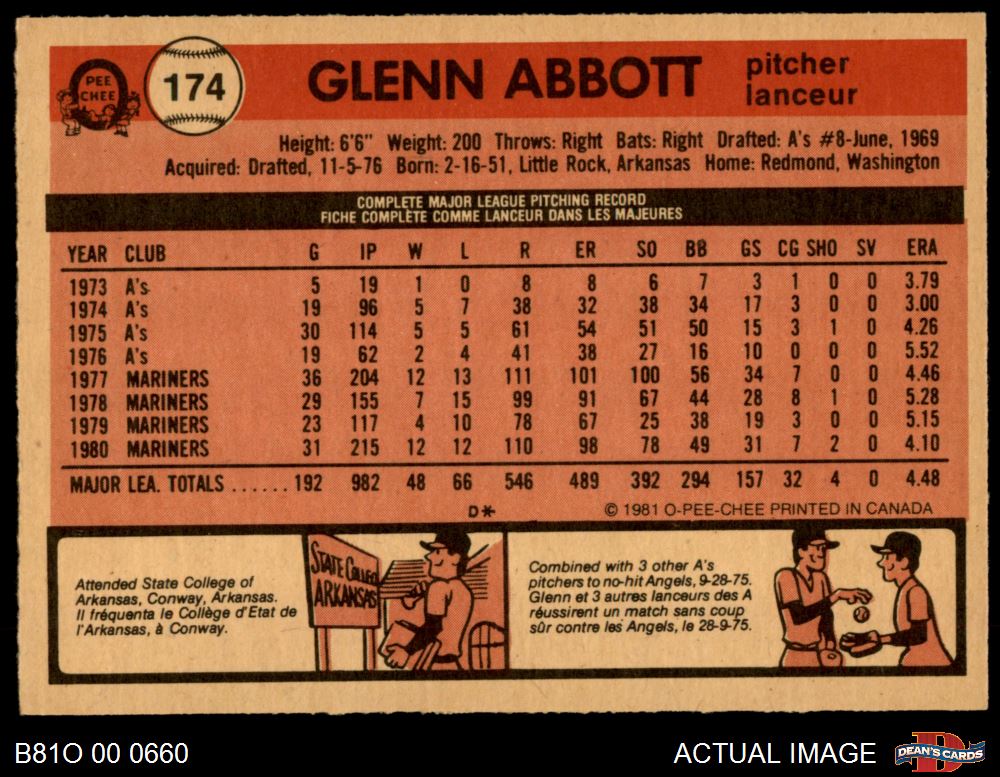 PEE
CHEE
174
GLENN ABBOTT
pitcher
lanceur
Height: 6'6" Weight: 200 Throws: Right Bats: Right Drafted: A's #8-June, 1969
Acquired: Drafted, 11-5-76 Born: 2-16-51, Little Rock, Arkansas Home: Redmond, Washington
COMPLETE MAJOR LEAGUE PITCHING RECORD
FICHE COMPLÈTE COMME LANCEUR DANS LES MAJEURES
YEAR CLUB G IP W L R ER SO BB GS CG SHO SV ERA
1973 A's 5 19 1 0 8 8 6 7 3 1 0 0 3.79
1974 A's 19 96 5 7 38 32 38 34 17 3 0 0 3.00
1975 A's 30 114 5 5 61 54 51 50 15 3 1 0 4.26
1976 A's 19 62 2 4 41 38 27 16 10 0 0 0 5.52
1977 MARINERS 36 204 12 13 111 101 100 56 34 7 0 0 4.46
1978 MARINERS 29 155 7 15 99 91 67 44 28 8 1 0 5.28
1979 MARINERS 23 117 4 10 78 67 25 38 19 3 0 0 5.15
1980 MARINERS 31 215 12 12 110 98 78 49 31 7 2 0 4.10
MAJOR LEA. TOTALS ...... 192 982 48 66 546 489 392 294 157 32 4 0 4.48
D* © 1981 O-PEE-CHEE PRINTED IN CANADA
Attended State College of
Arkansas, Conway, Arkansas.
Il fréquenta le Collège d'Etat de
l'Arkansas, à Conway.
STATE COLLEGE
ARKANSAS
Combined with 3 other A's
pitchers to no-hit Angels, 9-28-75.
Glenn et 3 autres lanceurs des A
réussirent un match sans coup
sûr contre les Angels, le 28-9-75.
B81O 00 0660
ACTUAL IMAGE
DEAN'S CARDS